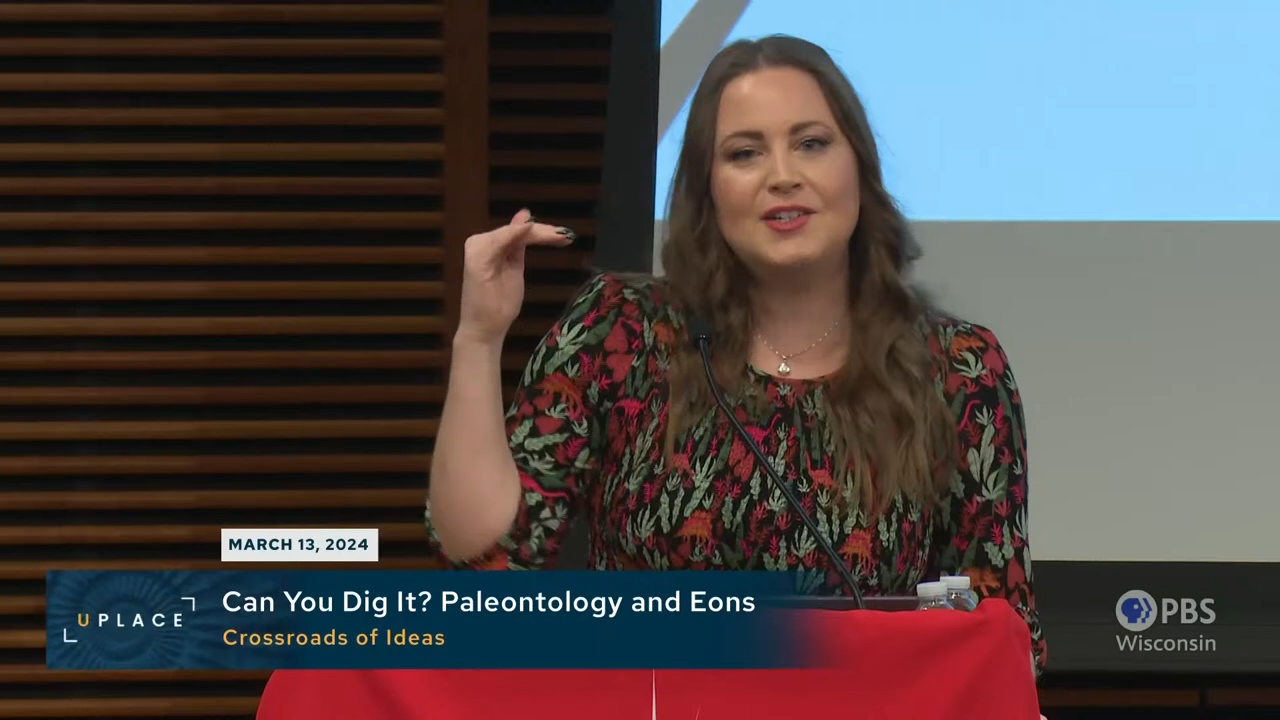 MARCH 13, 2024
UPLACE
Can You Dig It? Paleontology and Eons
Crossroads of Ideas
PBS
Wisconsin